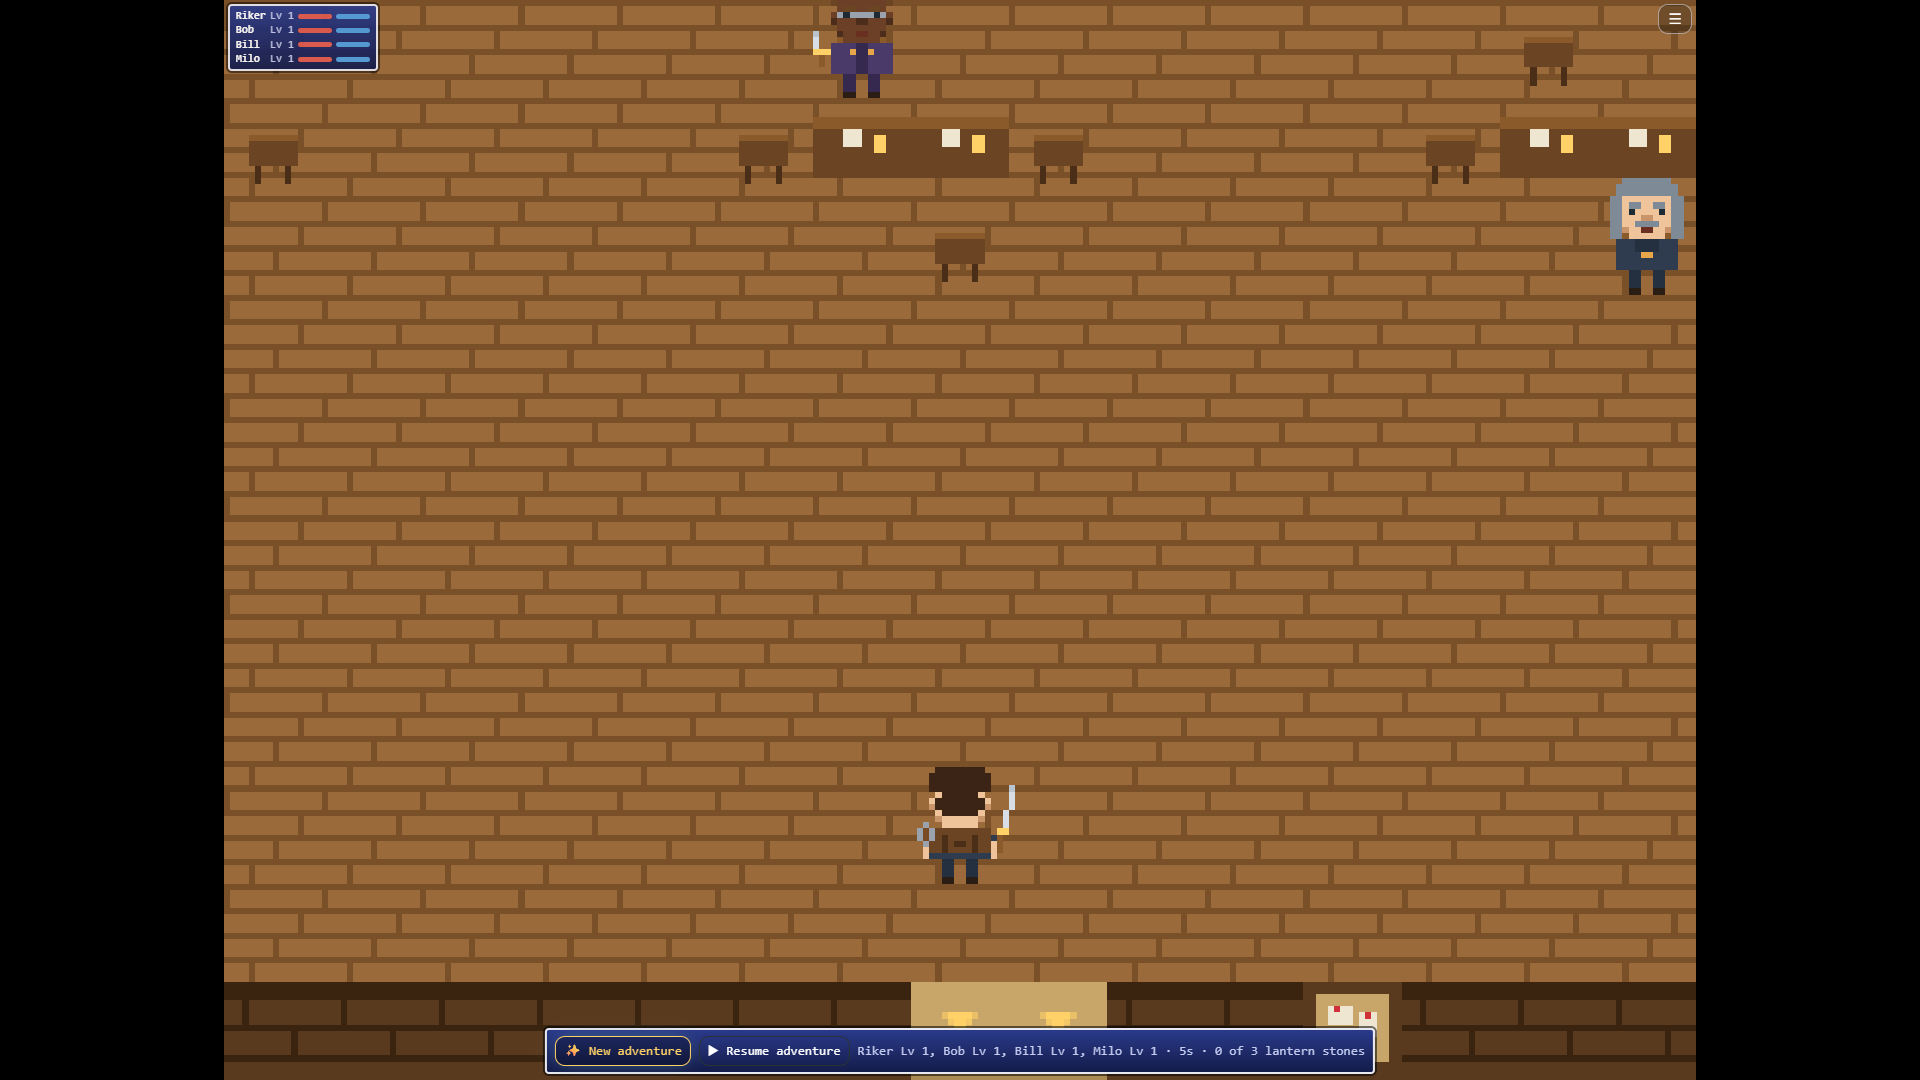 Riker Lv 1
Bob Lv 1
Bill Lv 1
Milo Lv 1
✨ New adventure ▶ Resume adventure Riker Lv 1, Bob Lv 1, Bill Lv 1, Milo Lv 1 · 5s · 0 of 3 lantern stones